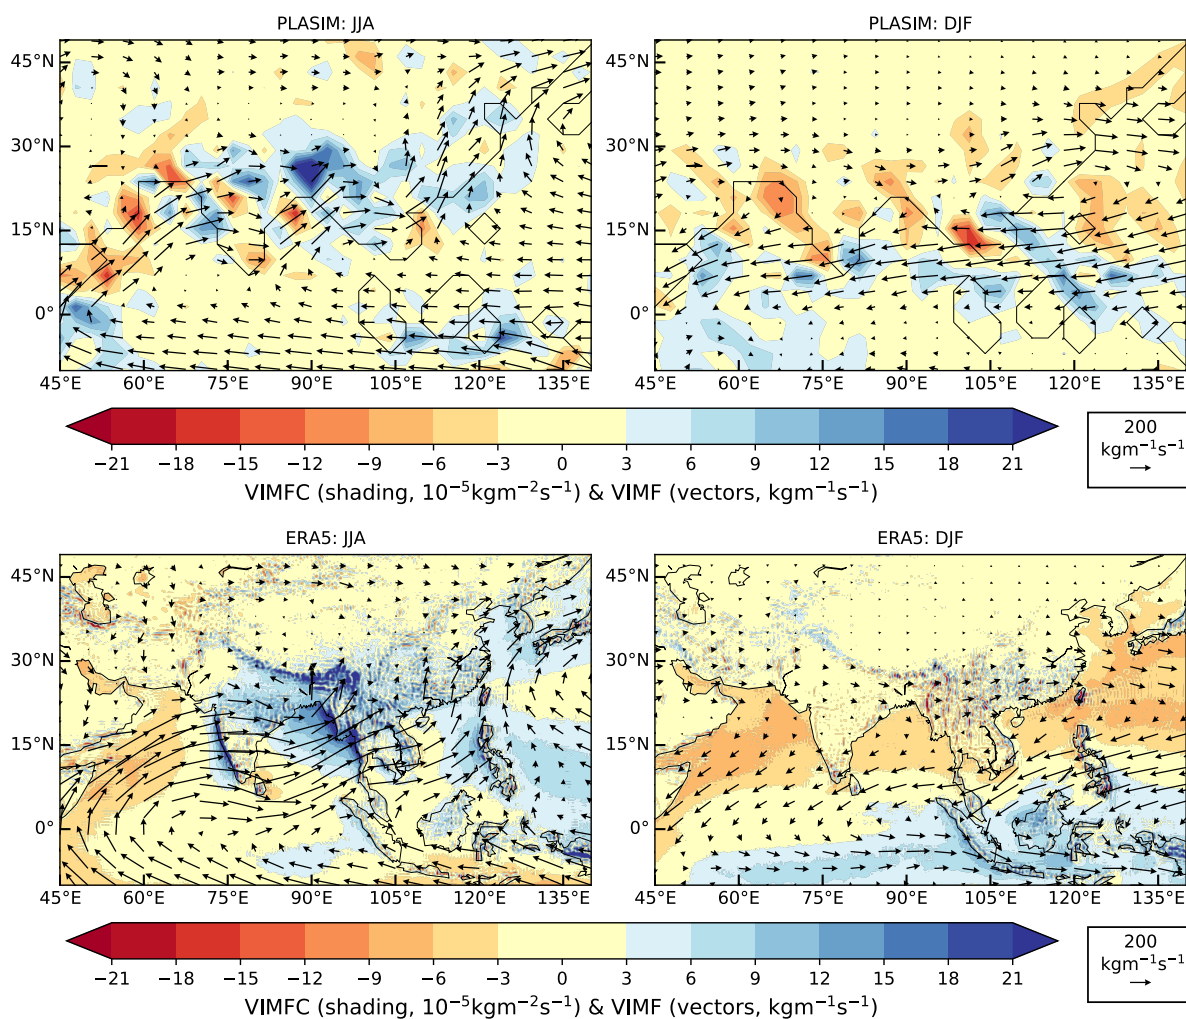 PLASIM: JJA PLASIM: DJF
45°N 45°N
30°N 30°N
15°N 15°N
0° 0°
45°E 60°E 75°E 90°E 105°E 120°E 135°E 45°E 60°E 75°E 90°E 105°E 120°E 135°E
−21 −18 −15 −12 −9 −6 −3 0 3 6 9 12 15 18 21
VIMFC (shading, 10⁻⁵kgm⁻²s⁻¹) & VIMF (vectors, kgm⁻¹s⁻¹)
200
kgm⁻¹s⁻¹
ERA5: JJA ERA5: DJF
45°N 45°N
30°N 30°N
15°N 15°N
0° 0°
45°E 60°E 75°E 90°E 105°E 120°E 135°E 45°E 60°E 75°E 90°E 105°E 120°E 135°E
−21 −18 −15 −12 −9 −6 −3 0 3 6 9 12 15 18 21
VIMFC (shading, 10⁻⁵kgm⁻²s⁻¹) & VIMF (vectors, kgm⁻¹s⁻¹)
200
kgm⁻¹s⁻¹